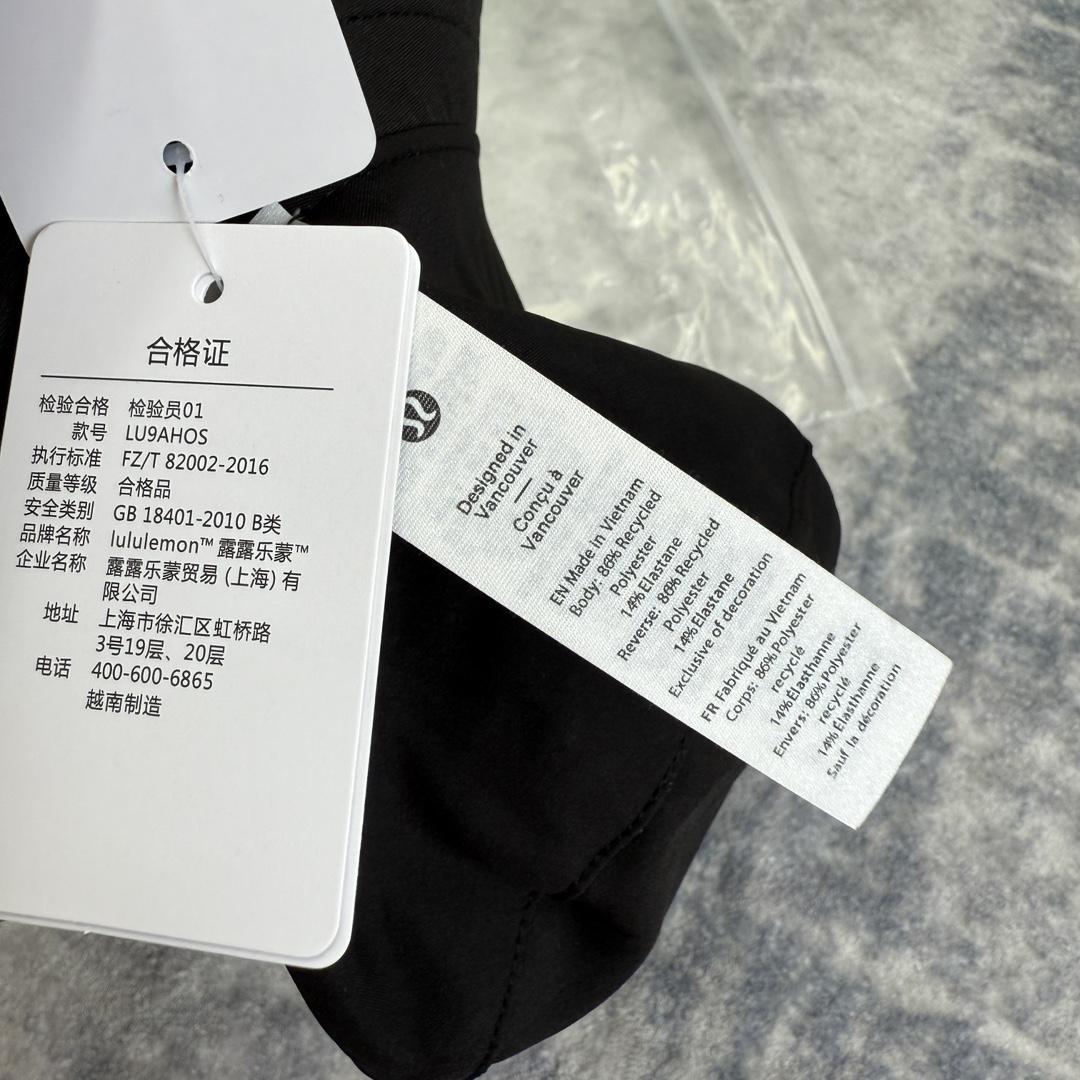 合格证
检验合格 检验员01
款号 LU9AHOS
执行标准 FZ/T 82002-2016
质量等级 合格品
安全类别 GB 18401-2010 B类
品牌名称 lululemon™ 露露乐蒙™
企业名称 露露乐蒙贸易 (上海) 有
限公司
地址 上海市徐汇区虹桥路
3号19层、20层
电话 400-600-6865
越南制造
Designed in
Vancouver
—
Conçu à
Vancouver
EN Made in Vietnam
Body: 86% Recycled
Polyester
14% Elastane
Reverse: 86% Recycled
Polyester
14% Elastane
Exclusive of decoration
FR Fabriqué au Vietnam
Corps: 86% Polyester
recyclé
14% Élasthanne
Envers: 86% Polyester
recyclé
14% Élasthanne
Sauf la décoration